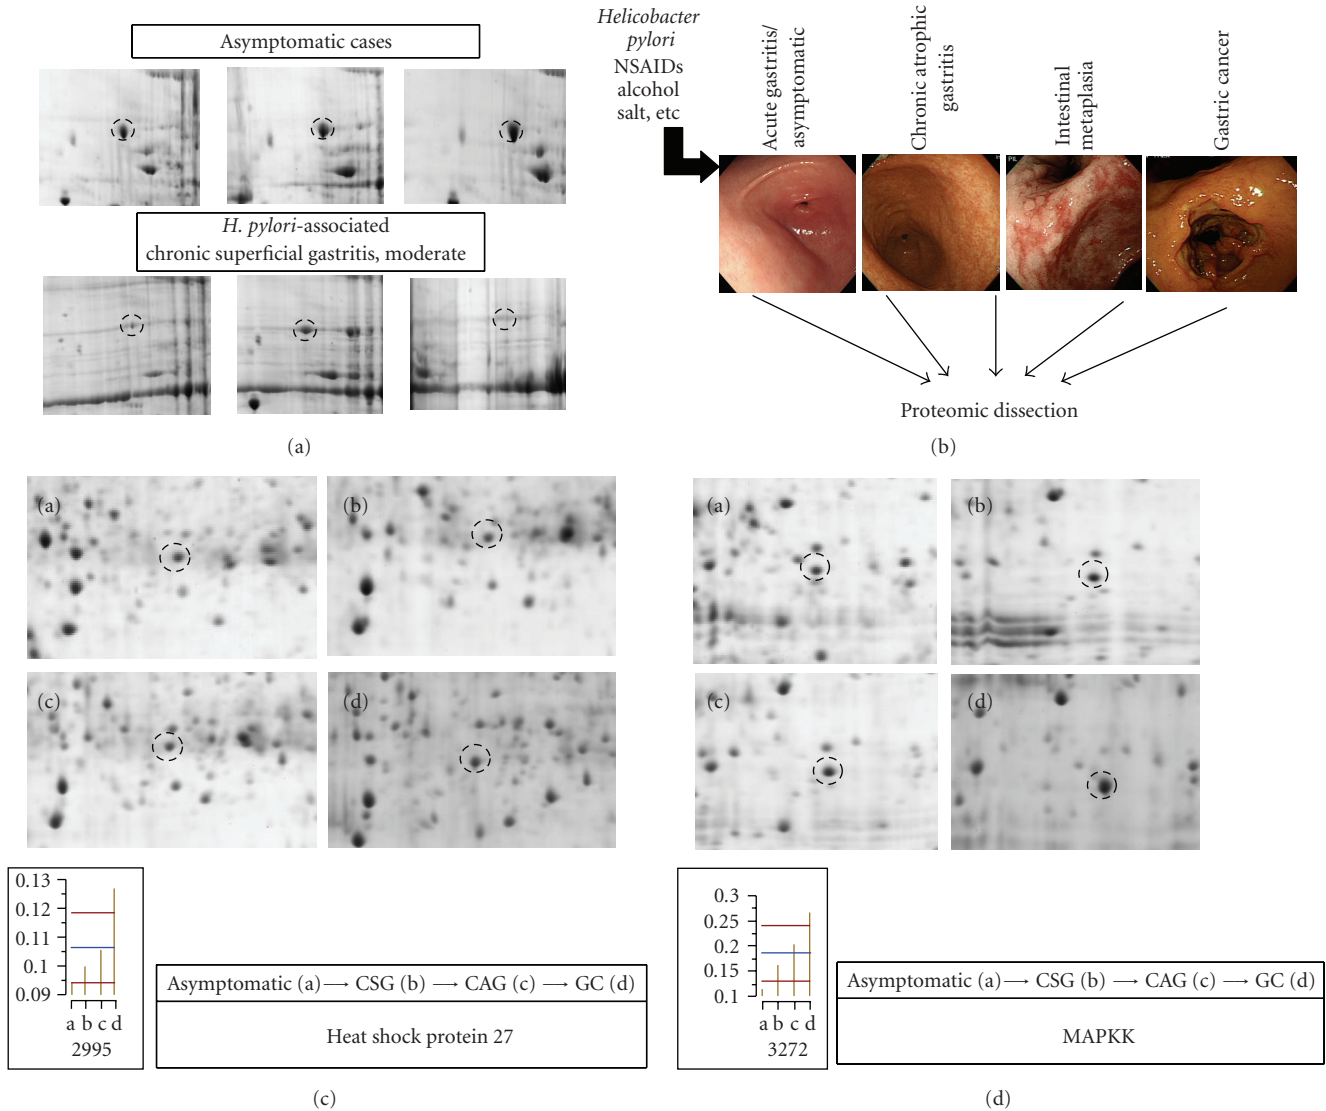 Asymptomatic cases
H. pylori-associated
chronic superficial gastritis, moderate
(a)
Helicobacter
pylori
NSAIDs
alcohol
salt, etc
Acute gastritis/
asymptomatic
Chronic atrophic
gastritis
Intestinal
metaplasia
Gastric cancer
PIL
Proteomic dissection
(b)
(a)
(b)
(c)
(d)
0.13
0.12
0.11
0.1
0.09
a b c d
2995
Asymptomatic (a) → CSG (b) → CAG (c) → GC (d)
Heat shock protein 27
(c)
(a)
(b)
(c)
(d)
0.3
0.25
0.2
0.15
0.1
a b c d
3272
Asymptomatic (a) → CSG (b) → CAG (c) → GC (d)
MAPKK
(d)